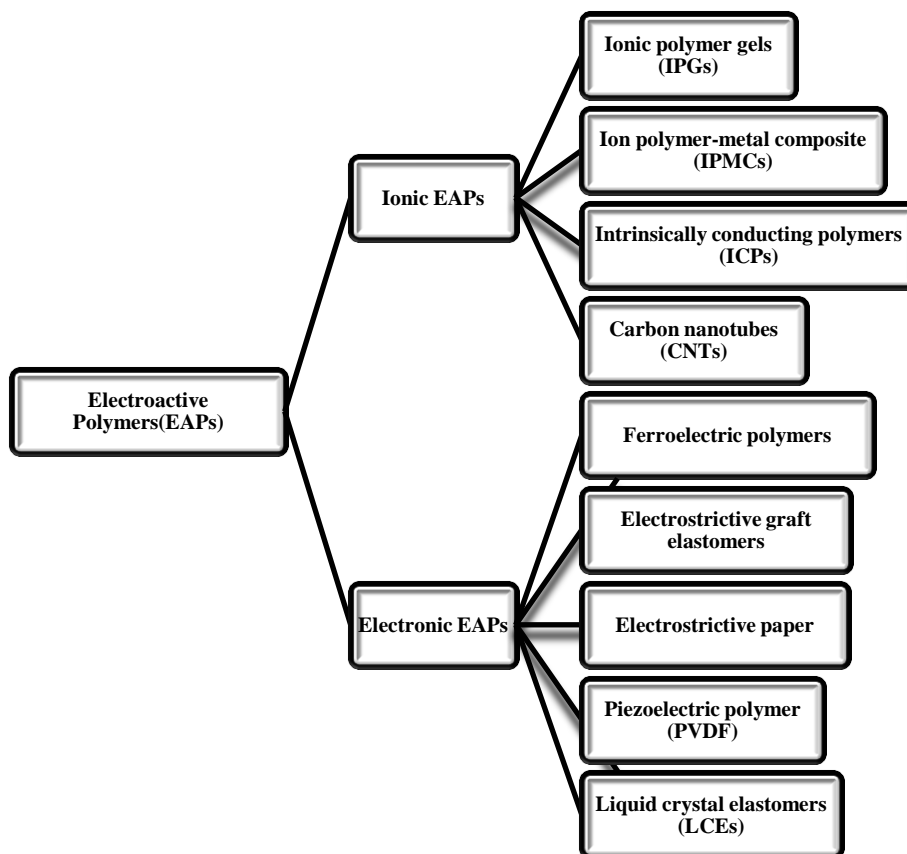 Ionic polymer gels
(IPGs)
Ion polymer-metal composite
(IPMCs)
Ionic EAPs
Intrinsically conducting polymers
(ICPs)
Carbon nanotubes
(CNTs)
Electroactive
Polymers(EAPs)
Ferroelectric polymers
Electrostrictive graft
elastomers
Electronic EAPs
Electrostrictive paper
Piezoelectric polymer
(PVDF)
Liquid crystal elastomers
(LCEs)